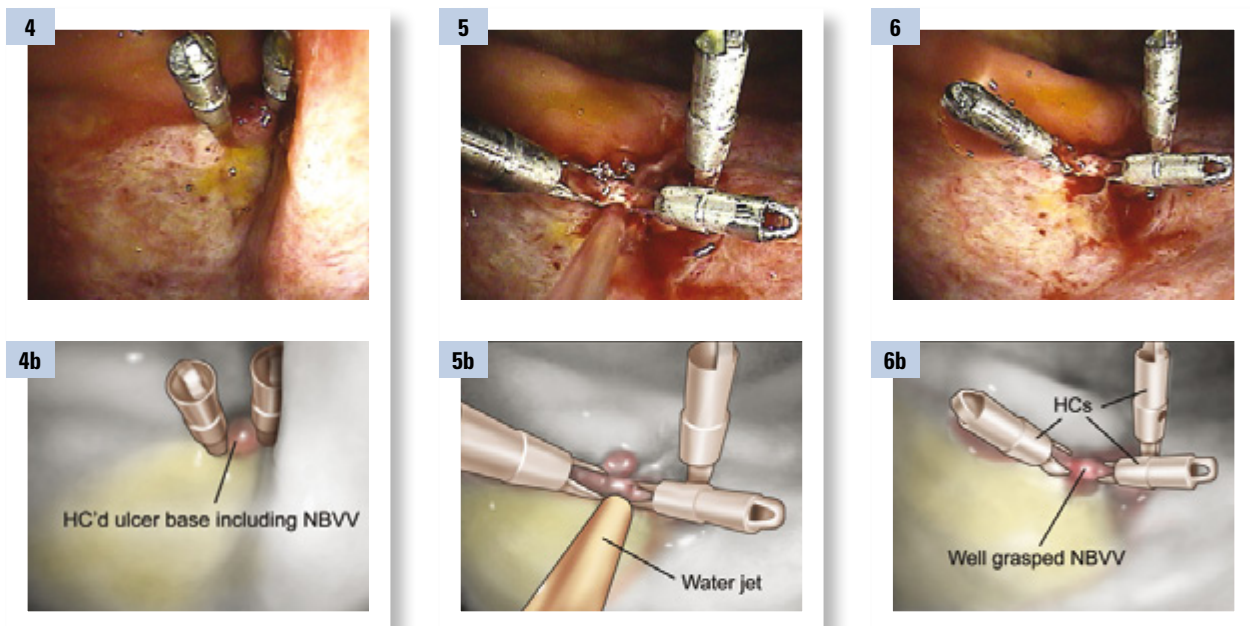 4
5
6
4b
HC'd ulcer base including NBVV
5b
Water jet
6b
HCs
Well grasped NBVV